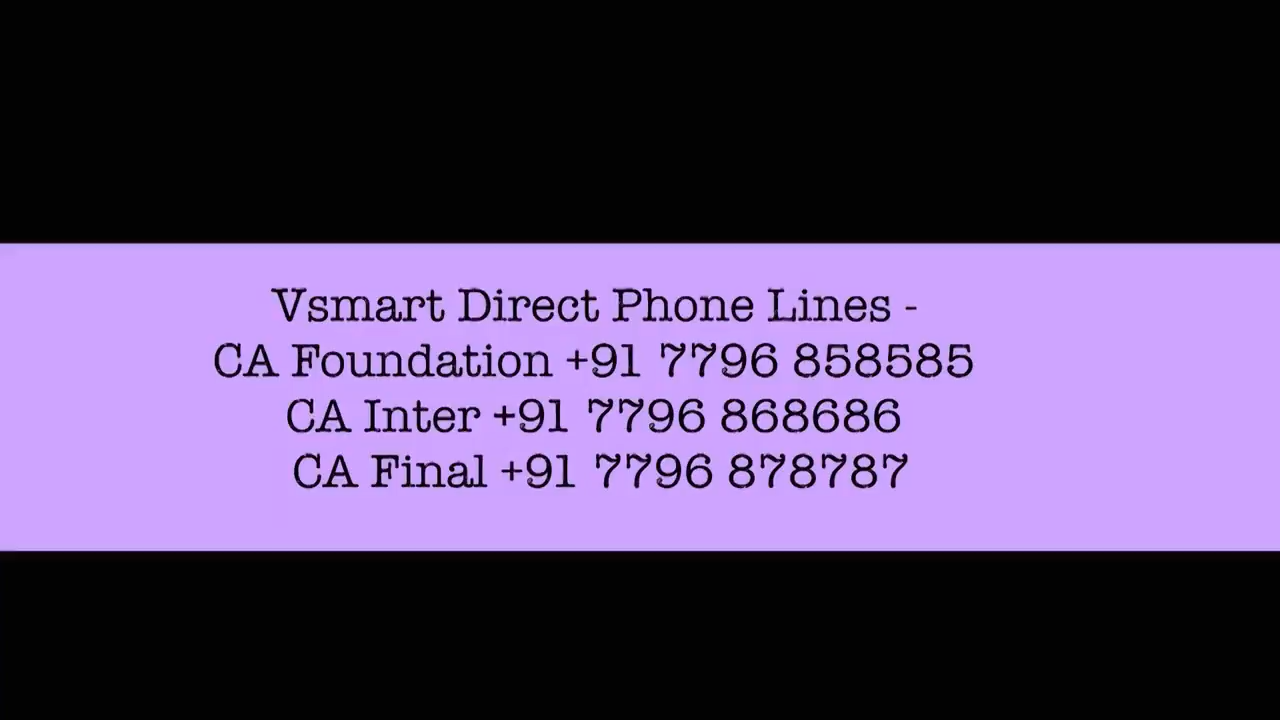 Vsmart Direct Phone Lines -
CA Foundation +91 7796 858585
CA Inter +91 7796 868686
CA Final +91 7796 878787